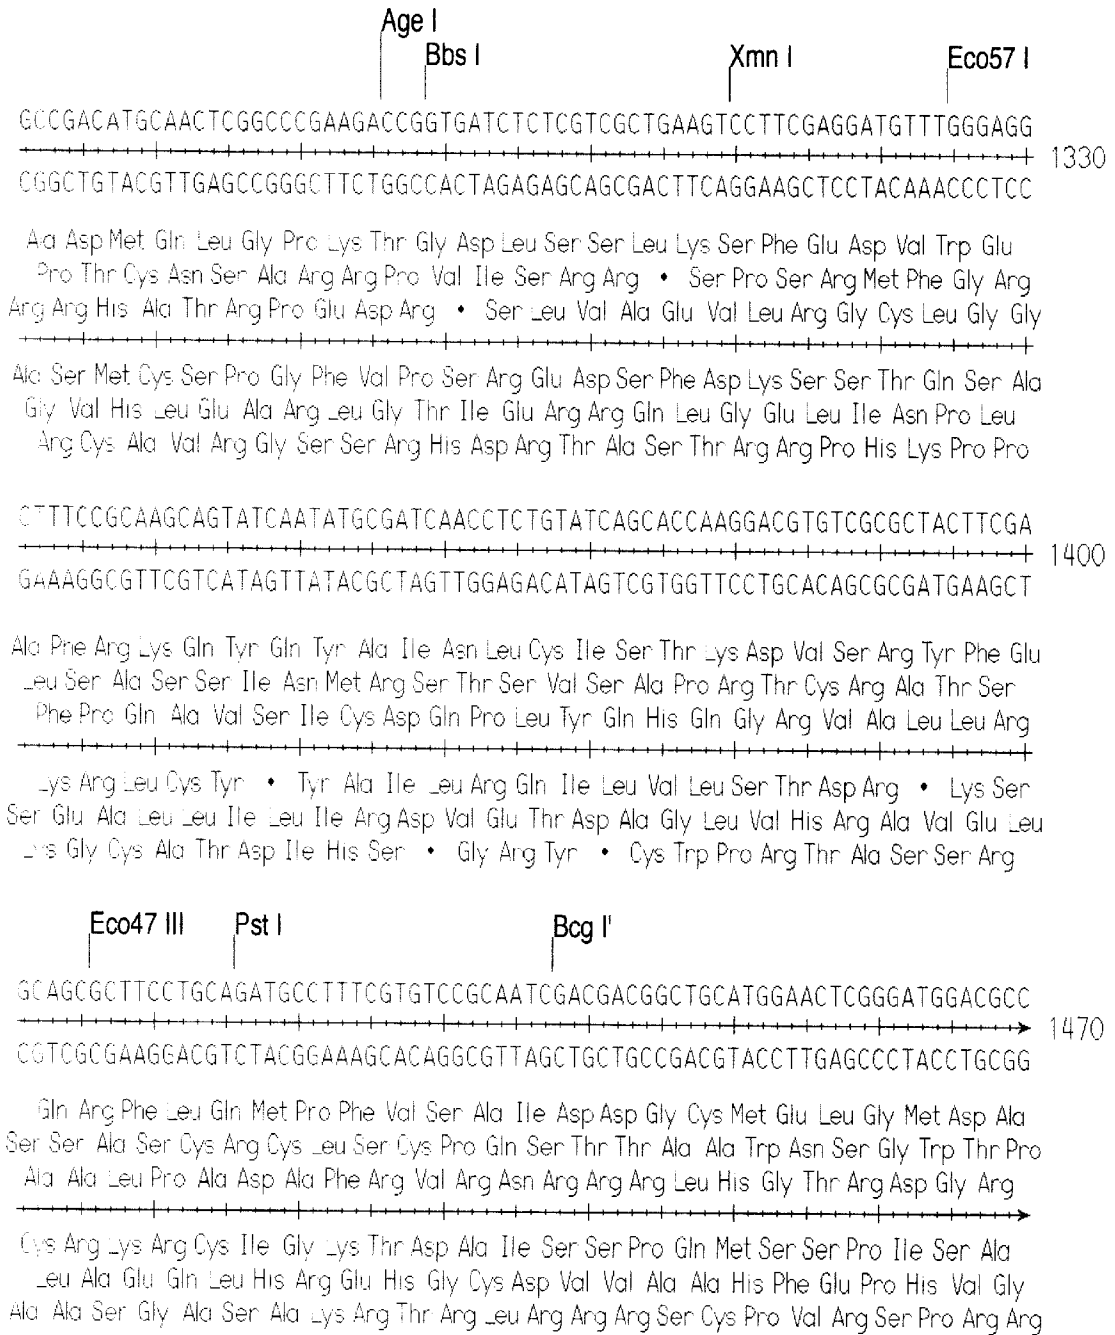 Age I
Bbs I Xmn I Eco57 I
GCCGACATGCAACTCGGCCCGAAGACCGGTGATCTCTCGTCGCTGAAGTCCTTCGAGGATGTTTGGGAGG
1330
CGGCTGTACGTTGAGCCGGGCTTCTGGCCACTAGAGAGCAGCGACTTCAGGAAGCTCCTACAAACCCTCC
Ala Asp Met Gln Leu Gly Pro Lys Thr Gly Asp Leu Ser Ser Leu Lys Ser Phe Glu Asp Val Trp Glu
Pro Thr Cys Asn Ser Ala Arg Arg Pro Val Ile Ser Arg Arg • Ser Pro Ser Arg Met Phe Gly Arg
Arg Arg His Ala Thr Arg Pro Glu Asp Arg • Ser Leu Val Ala Glu Val Leu Arg Gly Cys Leu Gly Gly
Ala Ser Met Cys Ser Pro Gly Phe Val Pro Ser Arg Glu Asp Ser Phe Asp Lys Ser Ser Thr Gln Ser Ala
Gly Val His Leu Glu Ala Arg Leu Gly Thr Ile Glu Arg Arg Gln Leu Gly Glu Leu Ile Asn Pro Leu
Arg Cys Ala Val Arg Gly Ser Ser Arg His Asp Arg Thr Ala Ser Thr Arg Arg Pro His Lys Pro Pro
CTTTCCGCAAGCAGTATCAATATGCGATCAACCTCTGTATCAGCACCAAGGACGTGTCGCGCTACTTCGA
1400
GAAAGGCGTTCGTCATAGTTATACGCTAGTTGGAGACATAGTCGTGGTTCCTGCACAGCGCGATGAAGCT
Ala Phe Arg Lys Gln Tyr Gln Tyr Ala Ile Asn Leu Cys Ile Ser Thr Lys Asp Val Ser Arg Tyr Phe Glu
Leu Ser Ala Ser Ser Ile Asn Met Arg Ser Thr Ser Val Ser Ala Pro Arg Thr Cys Arg Ala Thr Ser
Phe Pro Gln Ala Val Ser Ile Cys Asp Gln Pro Leu Tyr Gln His Gln Gly Arg Val Ala Leu Leu Arg
Lys Arg Leu Cys Tyr • Tyr Ala Ile Leu Arg Gln Ile Leu Val Leu Ser Thr Asp Arg • Lys Ser
Ser Glu Ala Leu Leu Ile Leu Ile Arg Asp Val Glu Thr Asp Ala Gly Leu Val His Arg Ala Val Glu Leu
Lys Gly Cys Ala Thr Asp Ile His Ser • Gly Arg Tyr • Cys Trp Pro Arg Thr Ala Ser Ser Arg
Eco47 III Pst I Bcg I'
GCAGCGCTTCCTGCAGATGCCTTTCGTGTCCGCAATCGACGACGGCTGCATGGAACTCGGGATGGACGCC
1470
CGTCGCGAAGGACGTCTACGGAAAGCACAGGCGTTAGCTGCTGCCGACGTACCTTGAGCCCTACCTGCGG
Gln Arg Phe Leu Gln Met Pro Phe Val Ser Ala Ile Asp Asp Gly Cys Met Glu Leu Gly Met Asp Ala
Ser Ser Ala Ser Cys Arg Cys Leu Ser Cys Pro Gln Ser Thr Thr Ala Ala Trp Asn Ser Gly Trp Thr Pro
Ala Ala Leu Pro Ala Asp Ala Phe Arg Val Arg Asn Arg Arg Arg Leu His Gly Thr Arg Asp Gly Arg
Cys Arg Lys Arg Cys Ile Gly Lys Thr Asp Ala Ile Ser Ser Pro Gln Met Ser Ser Pro Ile Ser Ala
Leu Ala Glu Gln Leu His Arg Glu His Gly Cys Asp Val Val Ala Ala His Phe Glu Pro His Val Gly
Ala Ala Ser Gly Ala Ser Ala Lys Arg Thr Arg Leu Arg Arg Arg Ser Cys Pro Val Arg Ser Pro Arg Arg